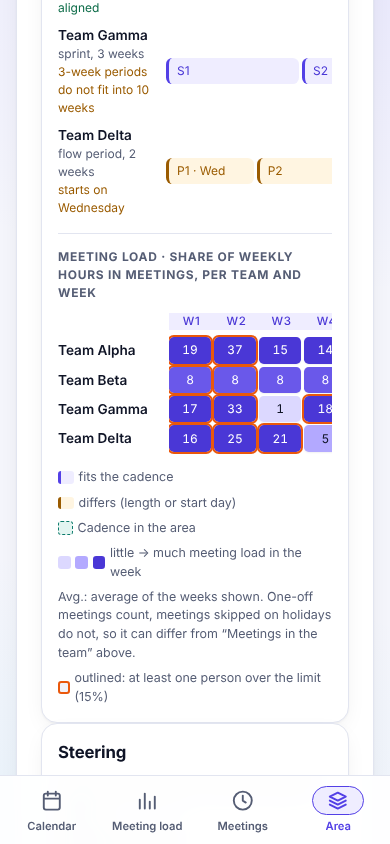 aligned
Team Gamma
sprint, 3 weeks
3-week periods
do not fit into 10
weeks
S1
S2
Team Delta
flow period, 2
weeks
starts on
Wednesday
P1 · Wed
P2
MEETING LOAD · SHARE OF WEEKLY
HOURS IN MEETINGS, PER TEAM AND
WEEK
W1 W2 W3 W4
Team Alpha 19 37 15 14
Team Beta 8 8 8 8
Team Gamma 17 33 1 18
Team Delta 16 25 21 5
fits the cadence
differs (length or start day)
Cadence in the area
little → much meeting load in the
week
Avg.: average of the weeks shown. One-off
meetings count, meetings skipped on holidays
do not, so it can differ from “Meetings in the
team” above.
outlined: at least one person over the limit
(15%)
Steering
Calendar
Meeting load
Meetings
Area